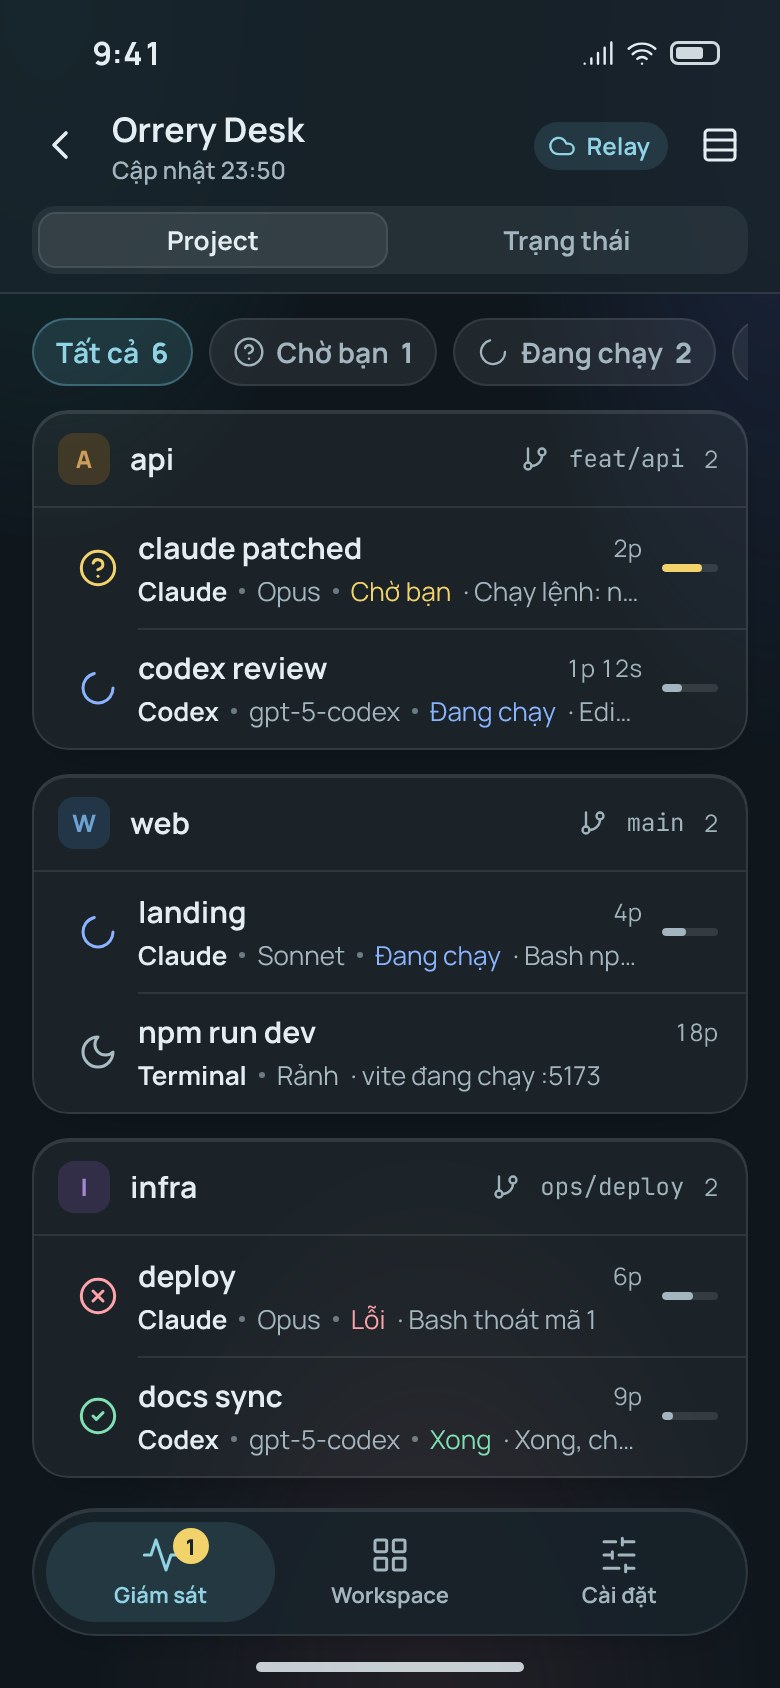 9:41
Orrery Desk
Cập nhật 23:50
Relay
Project
Trạng thái
Tất cả 6
Chờ bạn 1
Đang chạy 2
A api feat/api 2
claude patched 2p
Claude • Opus • Chờ bạn · Chạy lệnh: n…
codex review 1p 12s
Codex • gpt-5-codex • Đang chạy · Edi…
W web main 2
landing 4p
Claude • Sonnet • Đang chạy · Bash np…
npm run dev 18p
Terminal • Rảnh · vite đang chạy :5173
I infra ops/deploy 2
deploy 6p
Claude • Opus • Lỗi · Bash thoát mã 1
docs sync 9p
Codex • gpt-5-codex • Xong · Xong, ch…
1
Giám sát
Workspace
Cài đặt